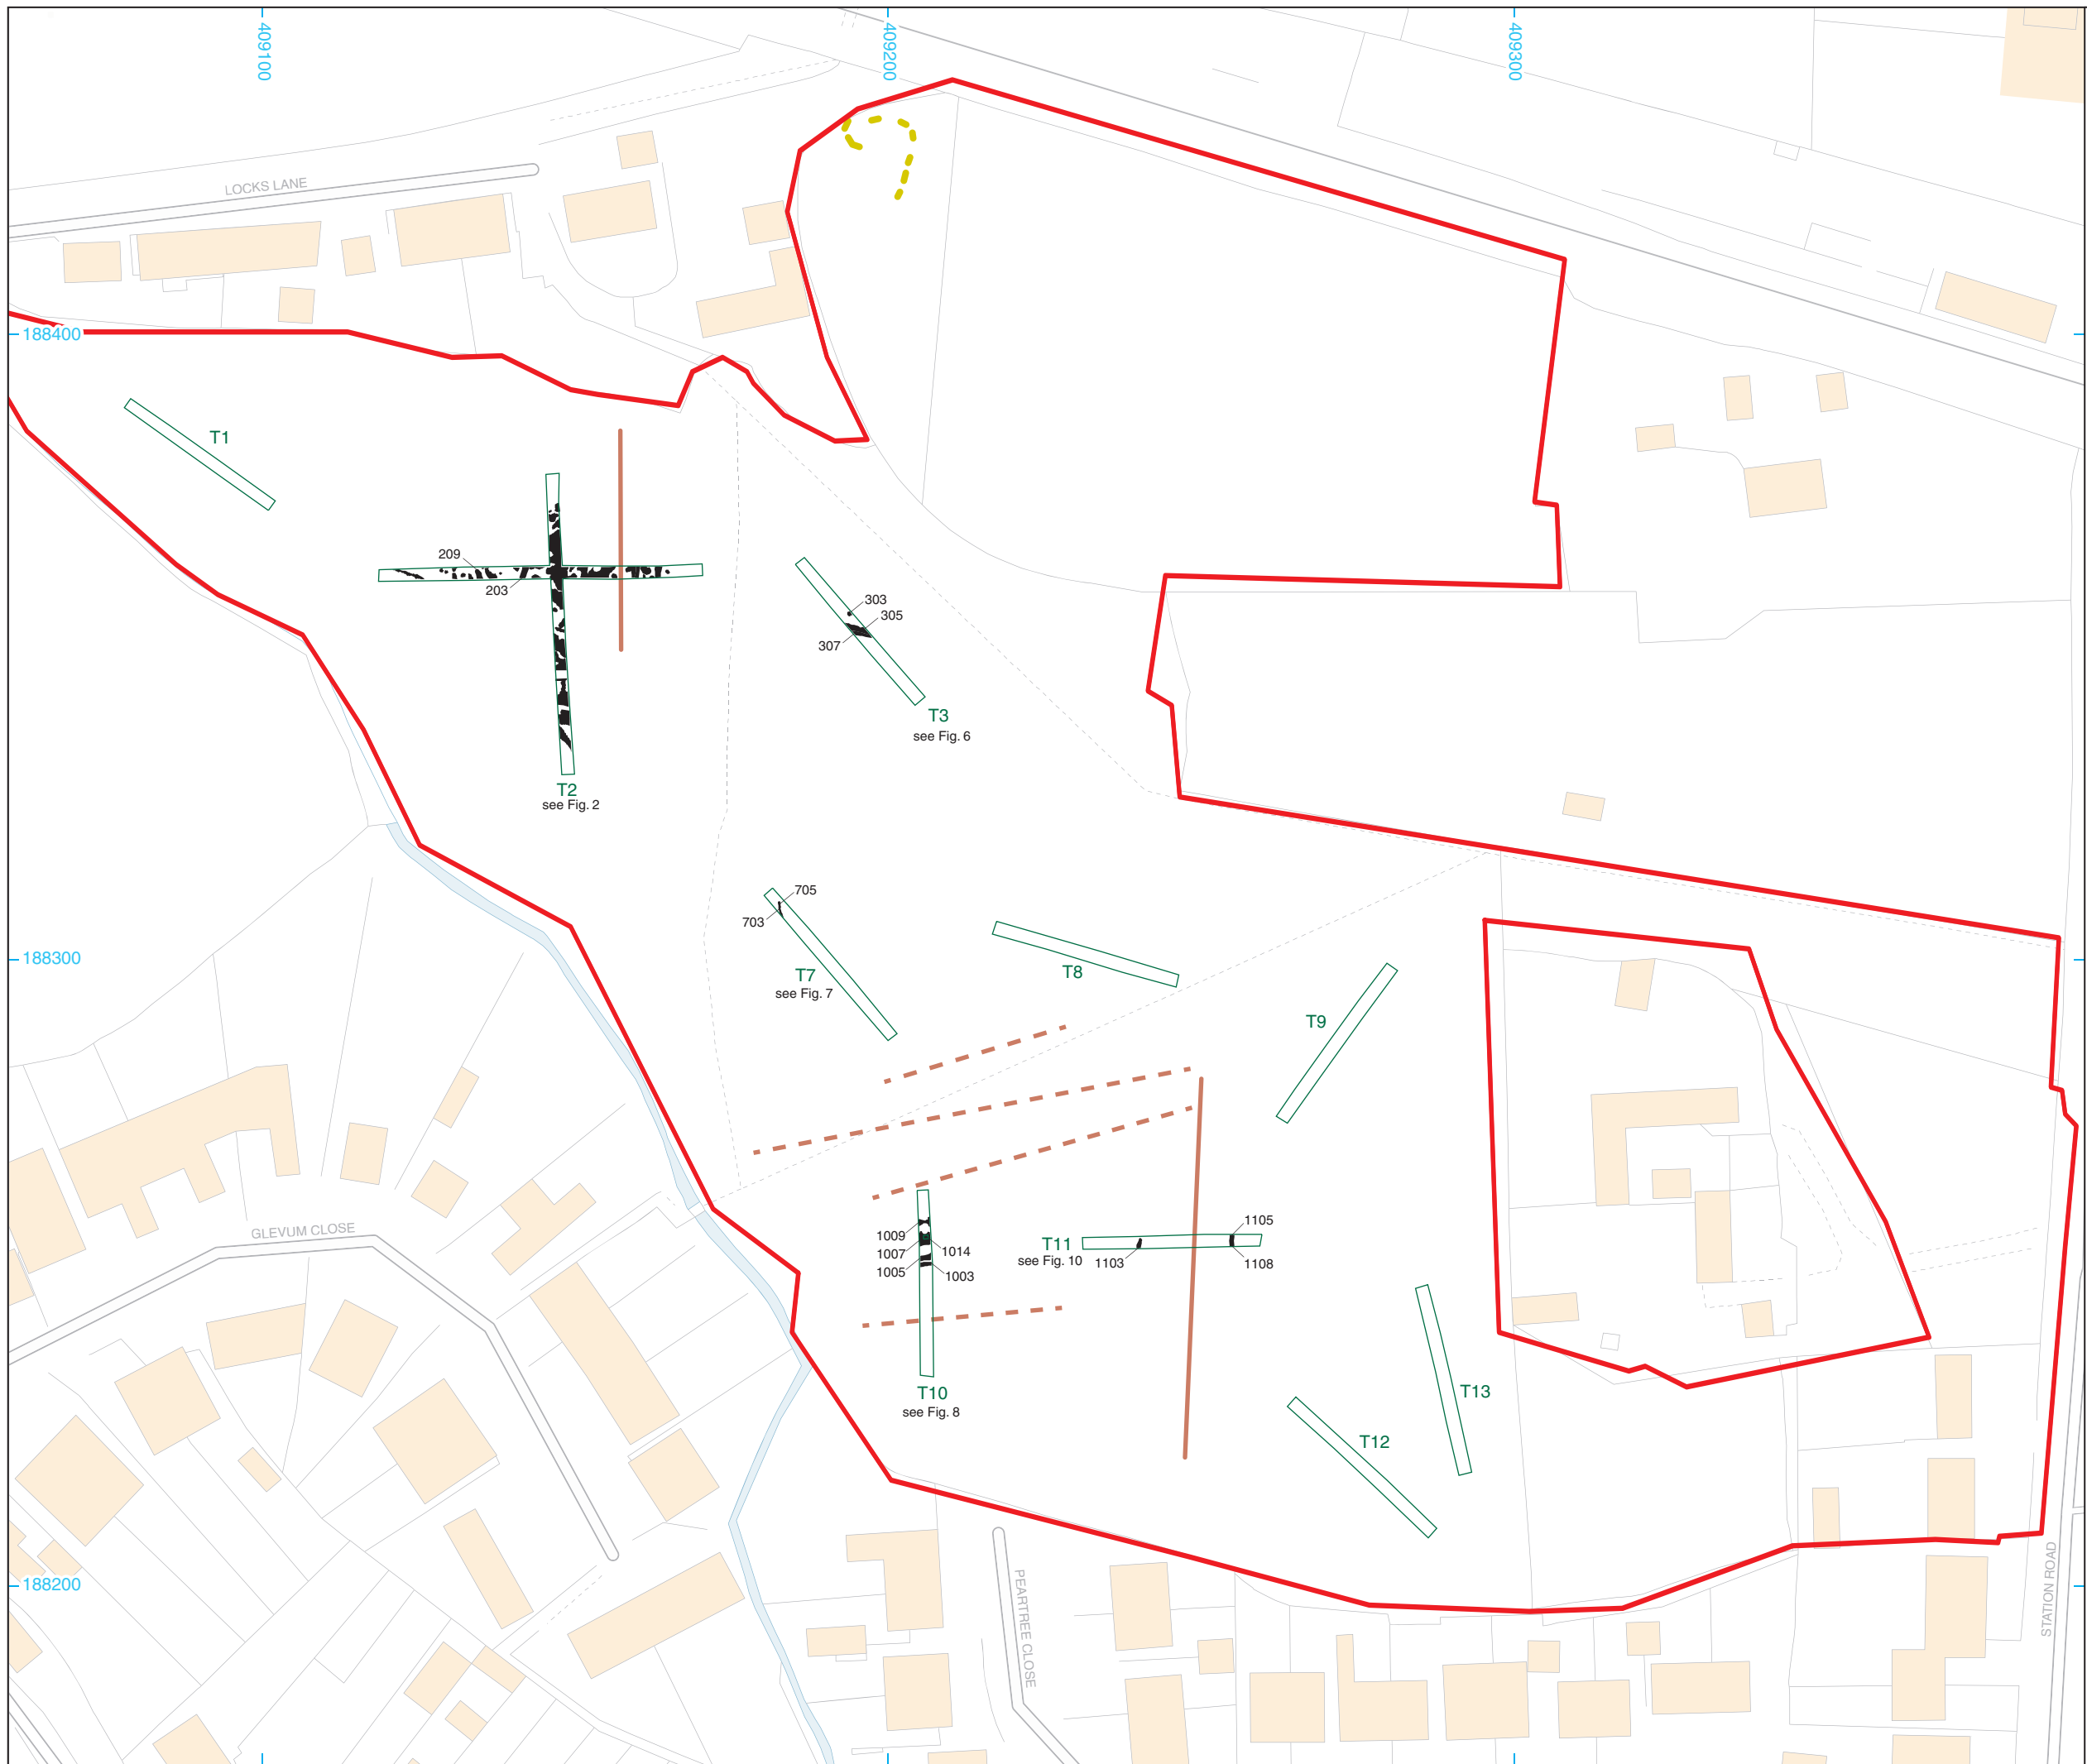 409100
409200
409300
LOCKS LANE
188400
T1
209
203
303
305
307
T3
see Fig. 6
T2
see Fig. 2
705
703
188300
T7
see Fig. 7
T8
T9
1009
1007
1005
1014
1003
T11
see Fig. 10
1103
1105
1108
GLEVUM CLOSE
T10
see Fig. 8
T13
T12
188200
PEARTREE CLOSE
STATION ROAD